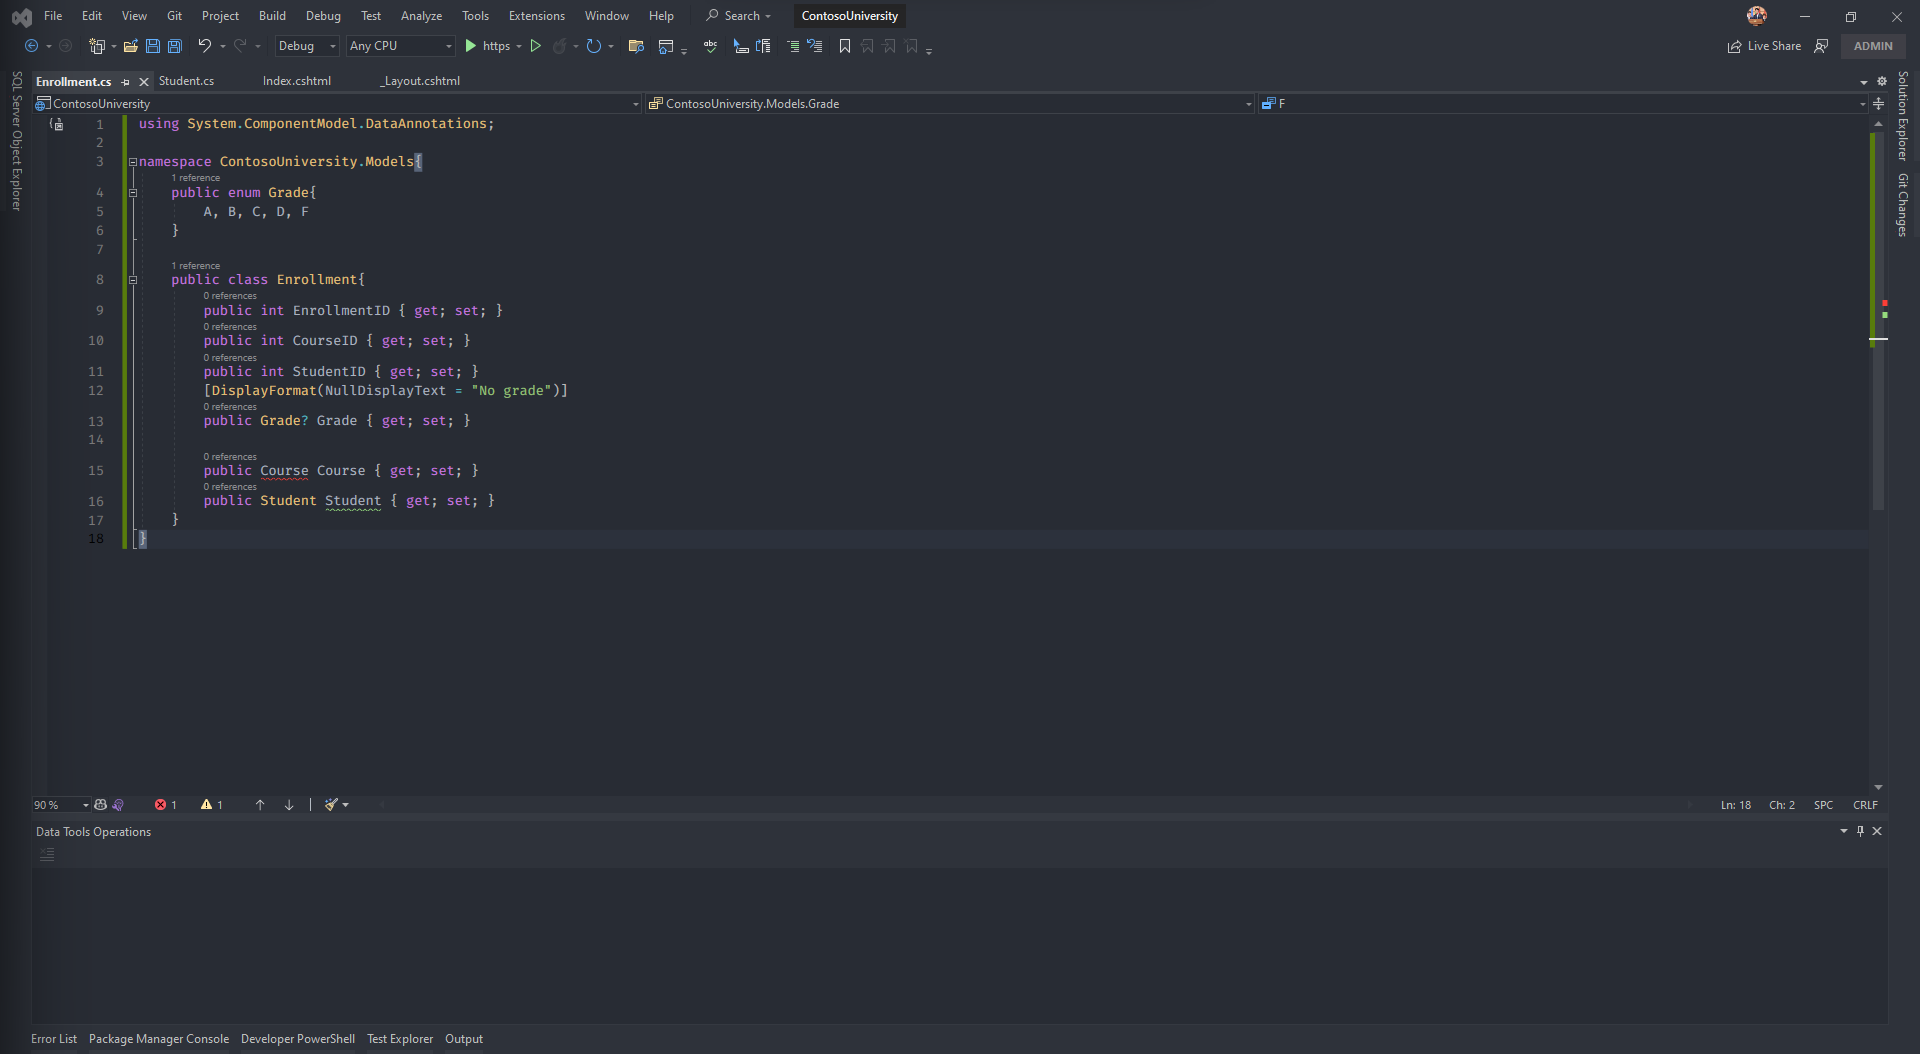 File Edit View Git Project Build Debug Test Analyze Tools Extensions Window Help Search ContosoUniversity
Debug Any CPU https Live Share ADMIN
Enrollment.cs Student.cs Index.cshtml _Layout.cshtml
ContosoUniversity ContosoUniversity.Models.Grade F
SQL Server Object Explorer
Solution Explorer
Git Changes
1 using System.ComponentModel.DataAnnotations;
2
3 namespace ContosoUniversity.Models{
1 reference
4 public enum Grade{
5 A, B, C, D, F
6 }
7
1 reference
8 public class Enrollment{
0 references
9 public int EnrollmentID { get; set; }
0 references
10 public int CourseID { get; set; }
0 references
11 public int StudentID { get; set; }
12 [DisplayFormat(NullDisplayText = "No grade")]
0 references
13 public Grade? Grade { get; set; }
14
0 references
15 public Course Course { get; set; }
0 references
16 public Student Student { get; set; }
17 }
18 }
90 % 1 1 Ln: 18 Ch: 2 SPC CRLF
Data Tools Operations
Error List Package Manager Console Developer PowerShell Test Explorer Output